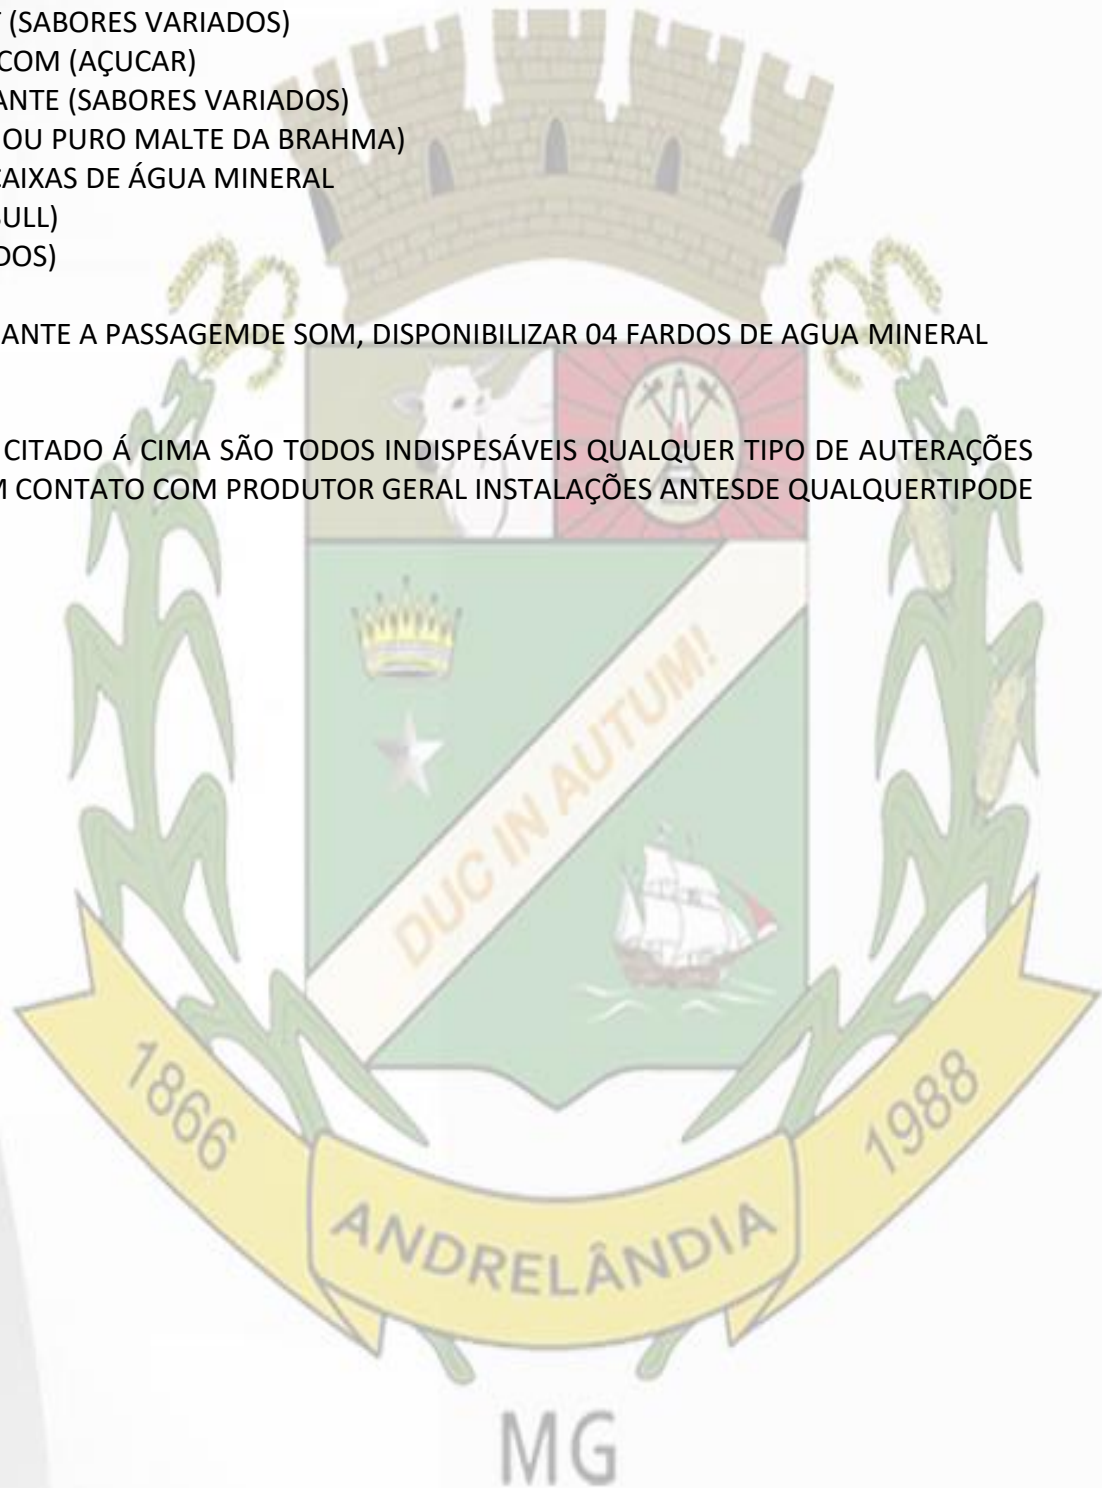 (SABORES VARIADOS)
COM (AÇUCAR)
ANTE (SABORES VARIADOS)
OU PURO MALTE DA BRAHMA)
CAIXAS DE ÁGUA MINERAL
BULL)
DOS)
ANTE A PASSAGEMDE SOM, DISPONIBILIZAR 04 FARDOS DE AGUA MINERAL
CITADO Á CIMA SÃO TODOS INDISPESÁVEIS QUALQUER TIPO DE AUTERAÇÕES
M CONTATO COM PRODUTOR GERAL INSTALAÇÕES ANTESDE QUALQUERTIPODE
DUC IN AUTUM!
1866
1988
ANDRELÂNDIA
MG